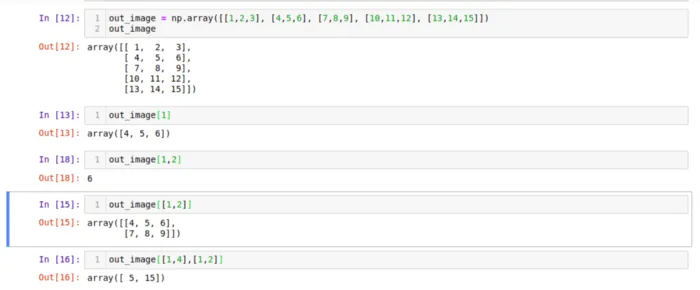 In [12]: 1 out_image = np.array([[1,2,3], [4,5,6], [7,8,9], [10,11,12], [13,14,15]])
2 out_image
Out[12]: array([[ 1,  2,  3],
[ 4,  5,  6],
[ 7,  8,  9],
[10, 11, 12],
[13, 14, 15]])
In [13]: 1 out_image[1]
Out[13]: array([4, 5, 6])
In [18]: 1 out_image[1,2]
Out[18]: 6
In [15]: 1 out_image[[1,2]]
Out[15]: array([[4, 5, 6],
[7, 8, 9]])
In [16]: 1 out_image[[1,4],[1,2]]
Out[16]: array([ 5, 15])